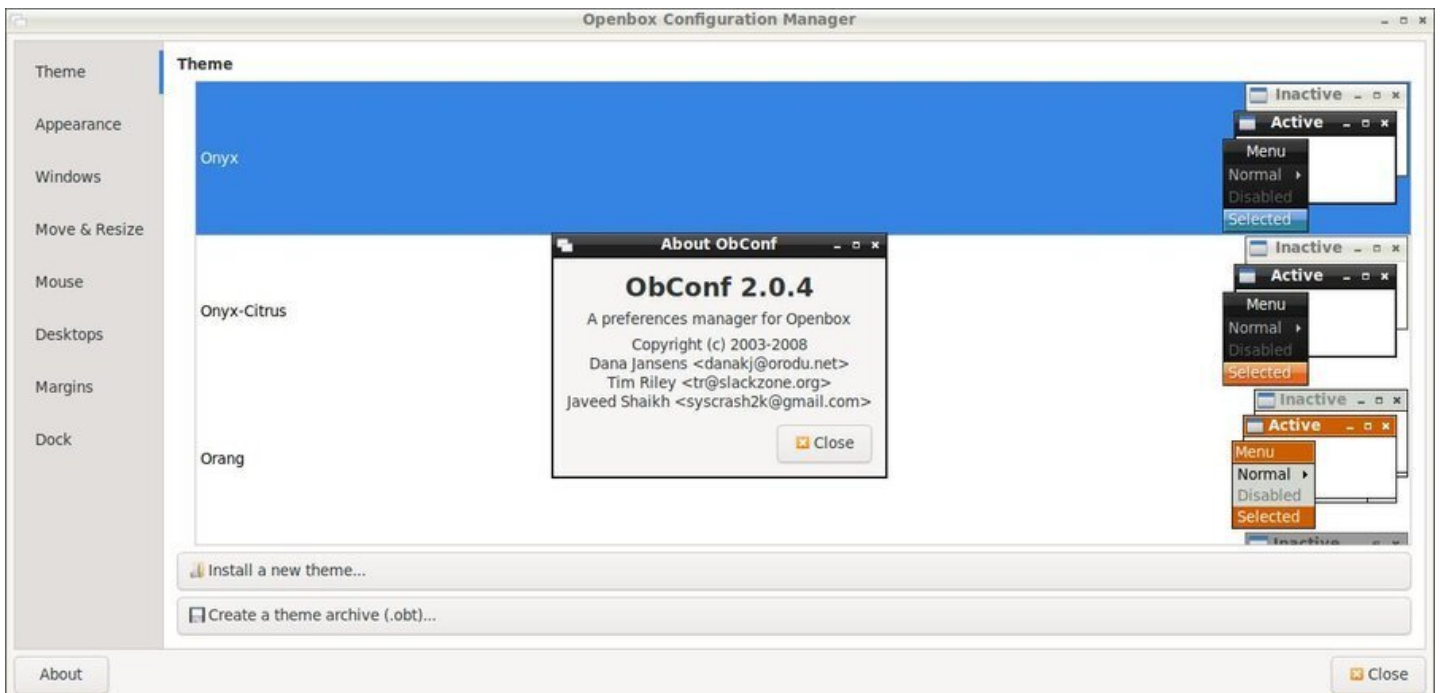 Openbox Configuration Manager
Theme
Appearance
Windows
Move & Resize
Mouse
Desktops
Margins
Dock
Theme
Onyx
Inactive
Active
Menu
Normal
Disabled
Selected
Onyx-Citrus
Inactive
Active
Menu
Normal
Disabled
Selected
Orang
Inactive
Active
Menu
Normal
Disabled
Selected
Inactive
About ObConf
ObConf 2.0.4
A preferences manager for Openbox
Copyright (c) 2003-2008
Dana Jansens <danakj@orodu.net>
Tim Riley <tr@slackzone.org>
Javeed Shaikh <syscrash2k@gmail.com>
Close
Install a new theme...
Create a theme archive (.obt)...
About
Close